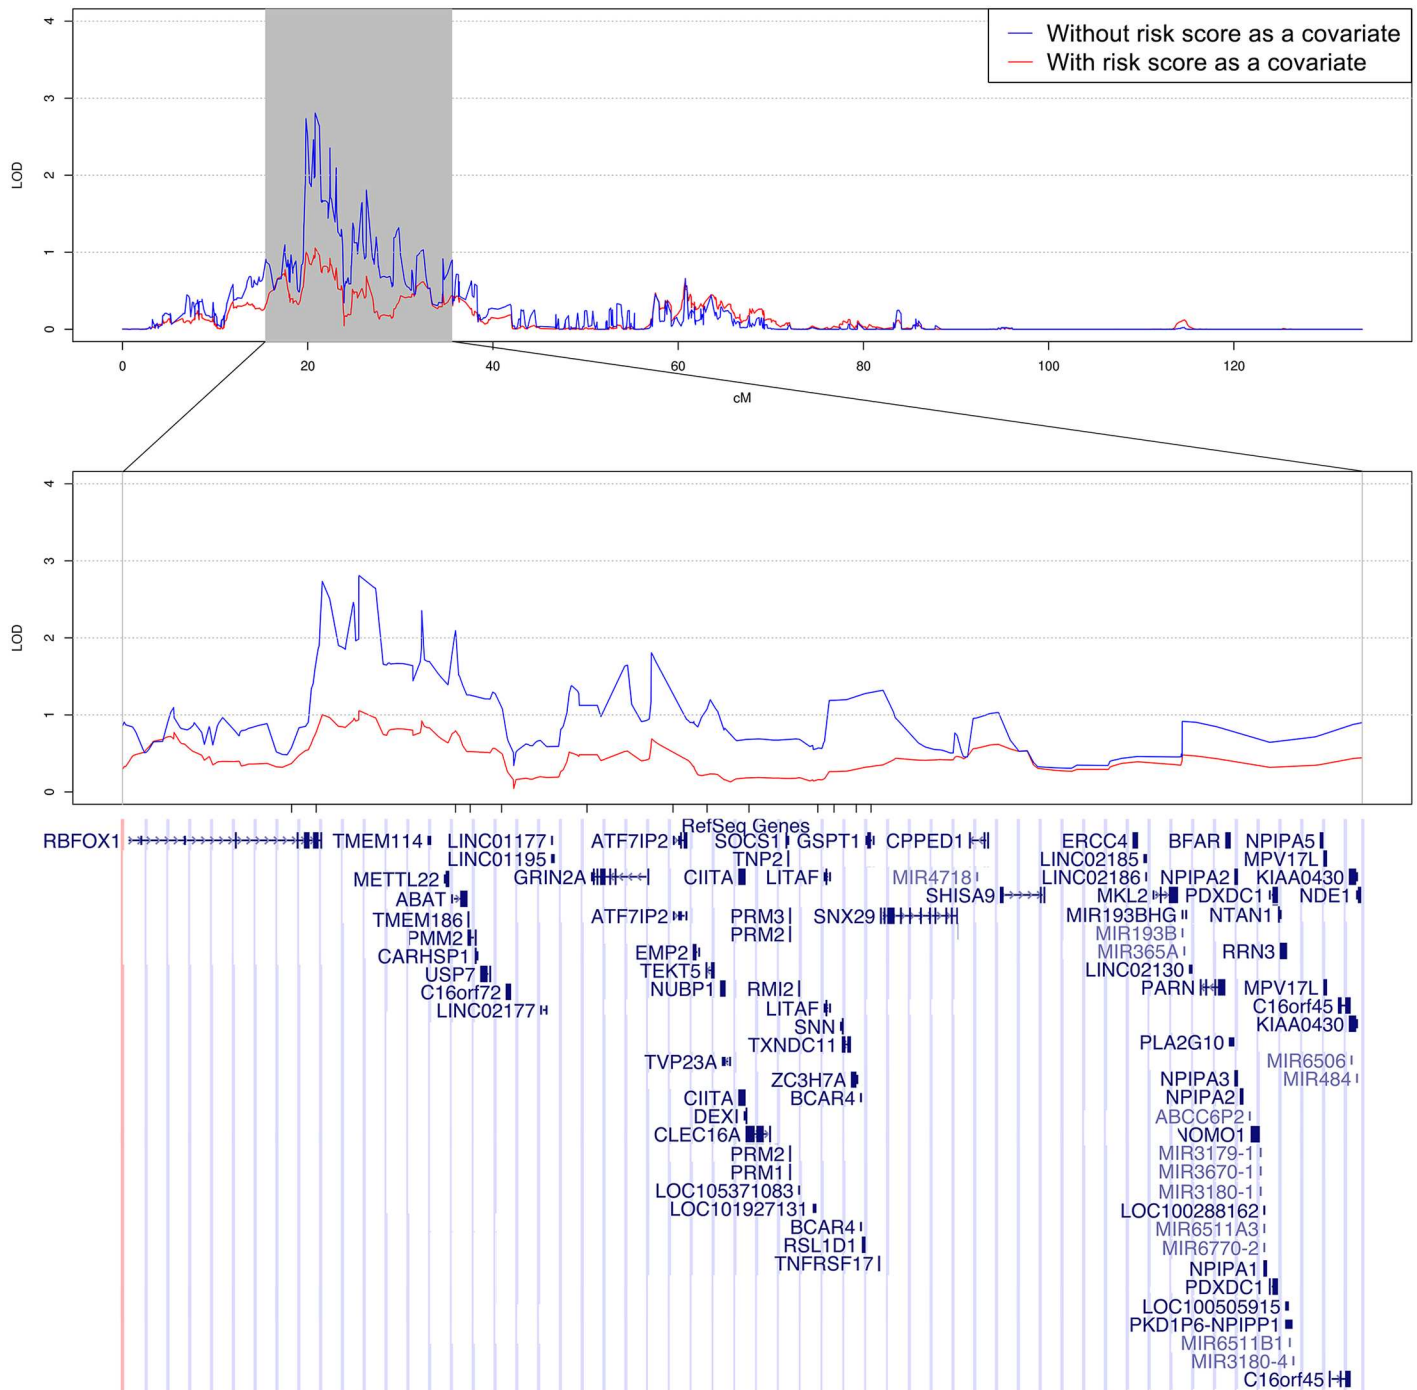 Without risk score as a covariate
With risk score as a covariate
4
3
2
1
0
LOD
0 20 40 60 80 100 120
cM
4
3
2
1
0
LOD
RefSeq Genes
RBFOX1 TMEM114 LINC01177 ATF7IP2 SOCS1 GSPT1 CPPED1 ERCC4 BFAR NPIPA5
LINC01195 TNP2 LINC02185 MPV17L
METTL22 GRIN2A CIITA LITAF MIR4718 LINC02186 NPIPA2 KIAA0430
ABAT SHISA9 MKL2 PDXDC1 NDE1
TMEM186 ATF7IP2 PRM3 SNX29 MIR193BHG NTAN1
PMM2 PRM2 MIR193B
CARHSP1 EMP2 MIR365A RRN3
USP7 TEKT5 LINC02130
C16orf72 NUBP1 RMI2 PARN MPV17L
LINC02177 LITAF C16orf45
SNN KIAA0430
TXNDC11 PLA2G10
TVP23A MIR6506
ZC3H7A NPIPA3 MIR484
CIITA BCAR4 NPIPA2
DEXI ABCC6P2
CLEC16A NOMO1
PRM2 MIR3179-1
PRM1 MIR3670-1
LOC105371083 MIR3180-1
LOC101927131 LOC100288162
BCAR4 MIR6511A3
RSL1D1 MIR6770-2
TNFRSF17 NPIPA1
PDXDC1
LOC100505915
PKD1P6-NPIPP1
MIR6511B1
MIR3180-4
C16orf45